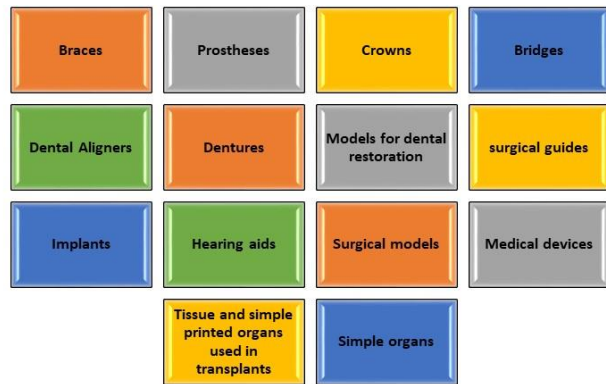 Braces
Prostheses
Crowns
Bridges
Dental Aligners
Dentures
Models for dental
restoration
surgical guides
Implants
Hearing aids
Surgical models
Medical devices
Tissue and simple
printed organs
used in
transplants
Simple organs